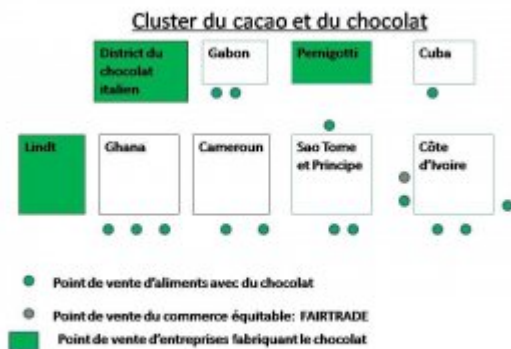 Cluster du cacao et du chocolat
District du
chocolat
italien
Gabon
Pernigotti
Cuba
Lindt
Ghana
Cameroun
Sao Tome
et Principe
Côte
d'Ivoire
Point de vente d'aliments avec du chocolat
Point de vente du commerce équitable: FAIRTRADE
Point de vente d'entreprises fabriquant le chocolat